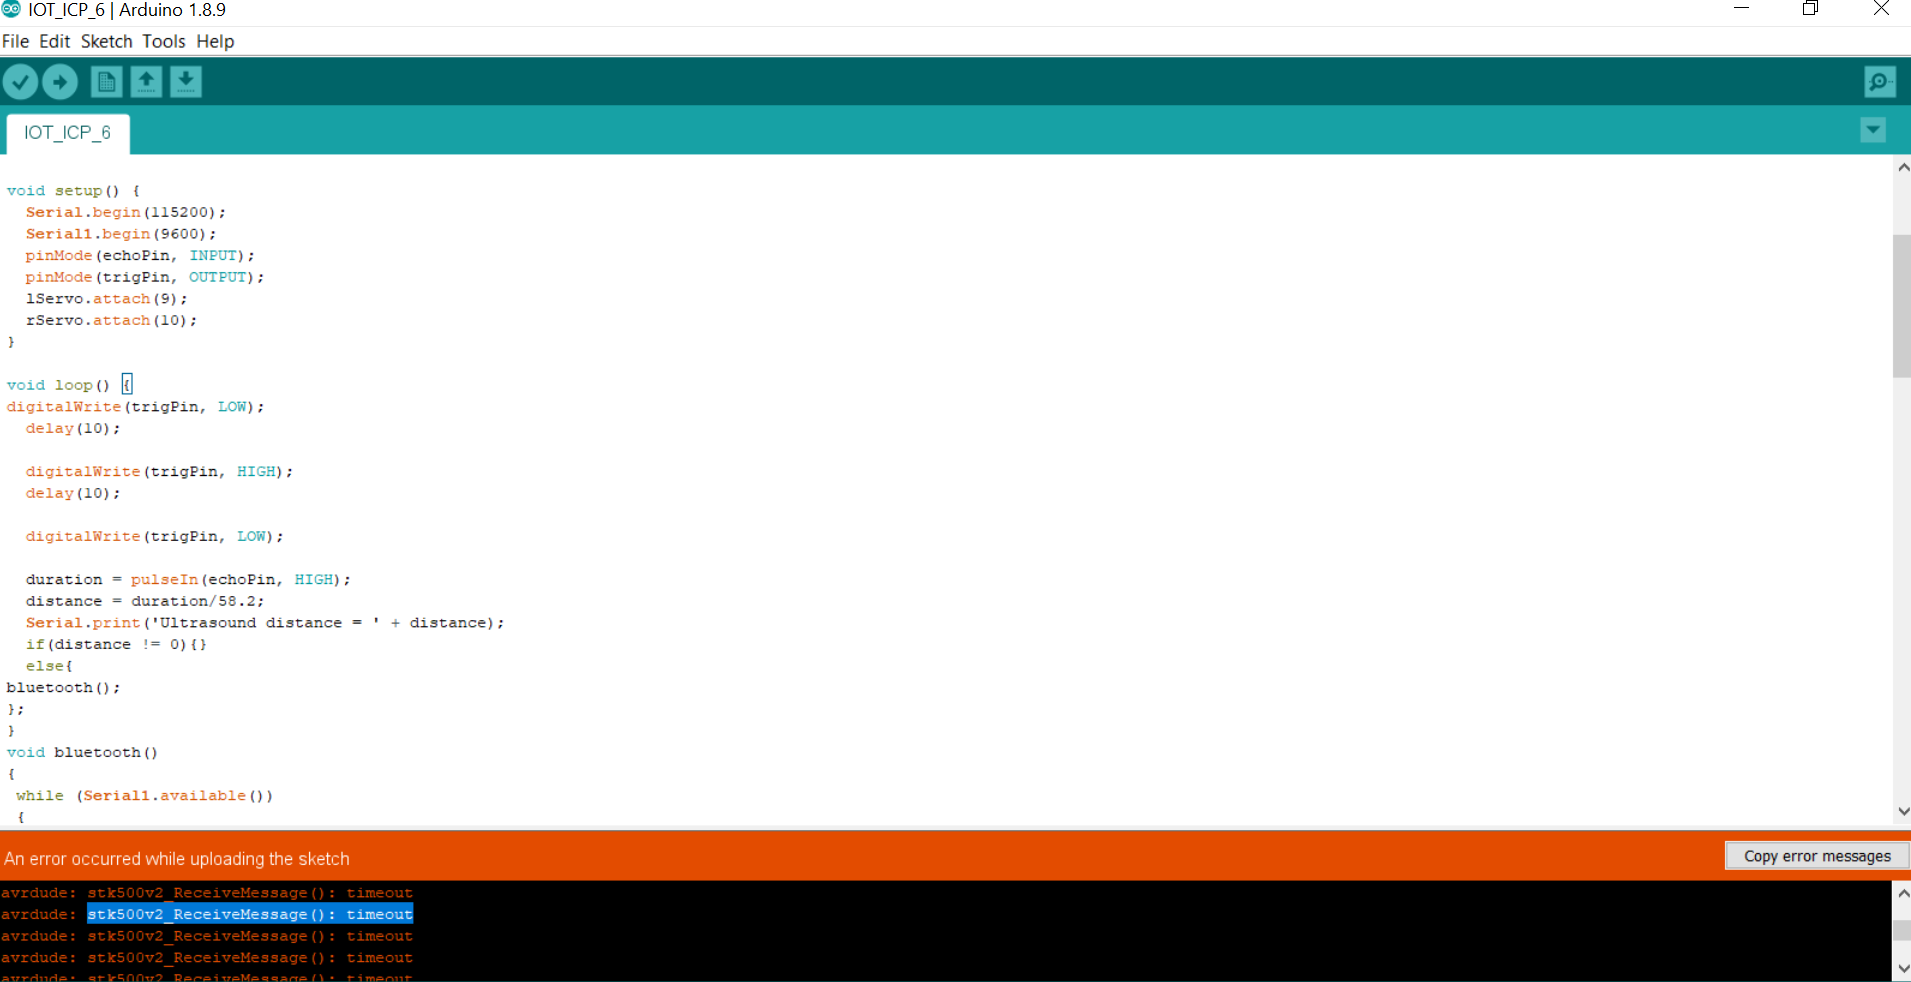 IOT_ICP_6 | Arduino 1.8.9
File Edit Sketch Tools Help
IOT_ICP_6
void setup() {
  Serial.begin(115200);
  Serial1.begin(9600);
  pinMode(echoPin, INPUT);
  pinMode(trigPin, OUTPUT);
  lServo.attach(9);
  rServo.attach(10);
}
void loop() {
digitalWrite(trigPin, LOW);
  delay(10);
  digitalWrite(trigPin, HIGH);
  delay(10);
  digitalWrite(trigPin, LOW);
  duration = pulseIn(echoPin, HIGH);
  distance = duration/58.2;
  Serial.print('Ultrasound distance = ' + distance);
  if(distance != 0){}
  else{
bluetooth();
};
}
void bluetooth()
{
 while (Serial1.available())
 {
An error occurred while uploading the sketch
Copy error messages
avrdude: stk500v2_ReceiveMessage(): timeout
avrdude: stk500v2_ReceiveMessage(): timeout
avrdude: stk500v2_ReceiveMessage(): timeout
avrdude: stk500v2_ReceiveMessage(): timeout
avrdude: stk500v2_ReceiveMessage(): timeout